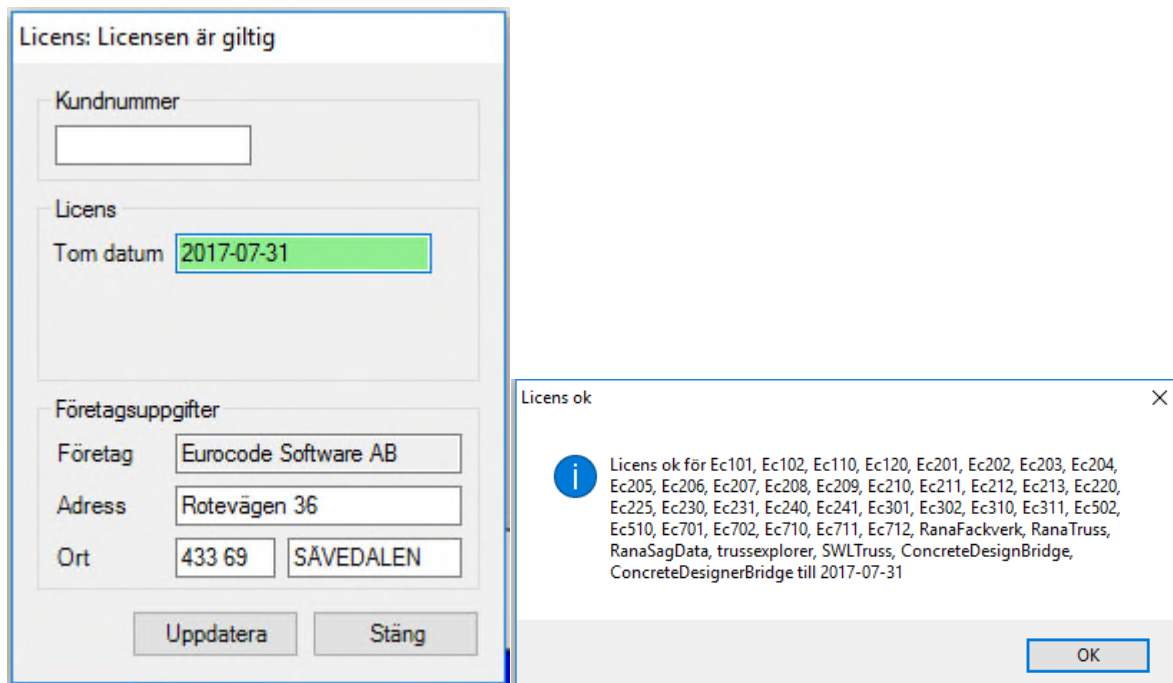 Licens: Licensen är giltig
Kundnummer
Licens
Tom datum 2017-07-31
Företagsuppgifter
Företag Eurocode Software AB
Adress Rotevägen 36
Ort 433 69 SÄVEDALEN
Uppdatera Stäng
Licens ok
Licens ok för Ec101, Ec102, Ec110, Ec120, Ec201, Ec202, Ec203, Ec204,
Ec205, Ec206, Ec207, Ec208, Ec209, Ec210, Ec211, Ec212, Ec213, Ec220,
Ec225, Ec230, Ec231, Ec240, Ec241, Ec301, Ec302, Ec310, Ec311, Ec502,
Ec510, Ec701, Ec702, Ec710, Ec711, Ec712, RanaFackverk, RanaTruss,
RanaSagData, trussexplorer, SWLTruss, ConcreteDesignBridge,
ConcreteDesignerBridge till 2017-07-31
OK